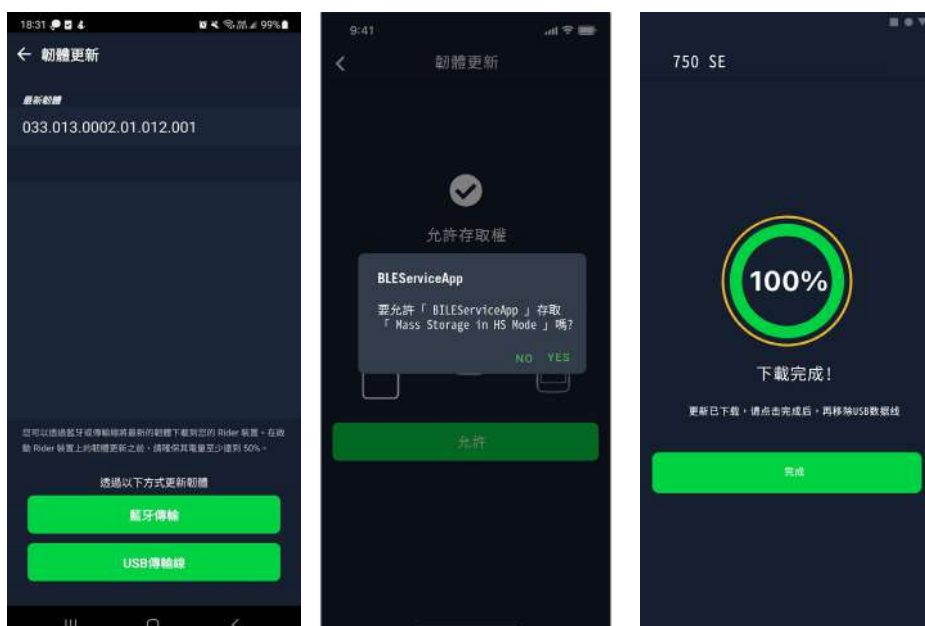 18:31
99%
← 韌體更新
最新韌體
033.013.0002.01.012.001
您可以透過藍牙或傳輸線將最新的韌體下載到您的 Rider 裝置。在啟
動 Rider 裝置上的韌體更新之前，請確保其電量至少達到 50%。
透過以下方式更新韌體
藍牙傳輸
USB傳輸線
9:41
韌體更新
允許存取權
BLEServiceApp
要允許「 BILEServiceApp 」存取
「 Mass Storage in HS Mode 」嗎?
NO YES
允許
750 SE
100%
下載完成!
更新已下载，请点击完成后，再移除USB数据线
完成